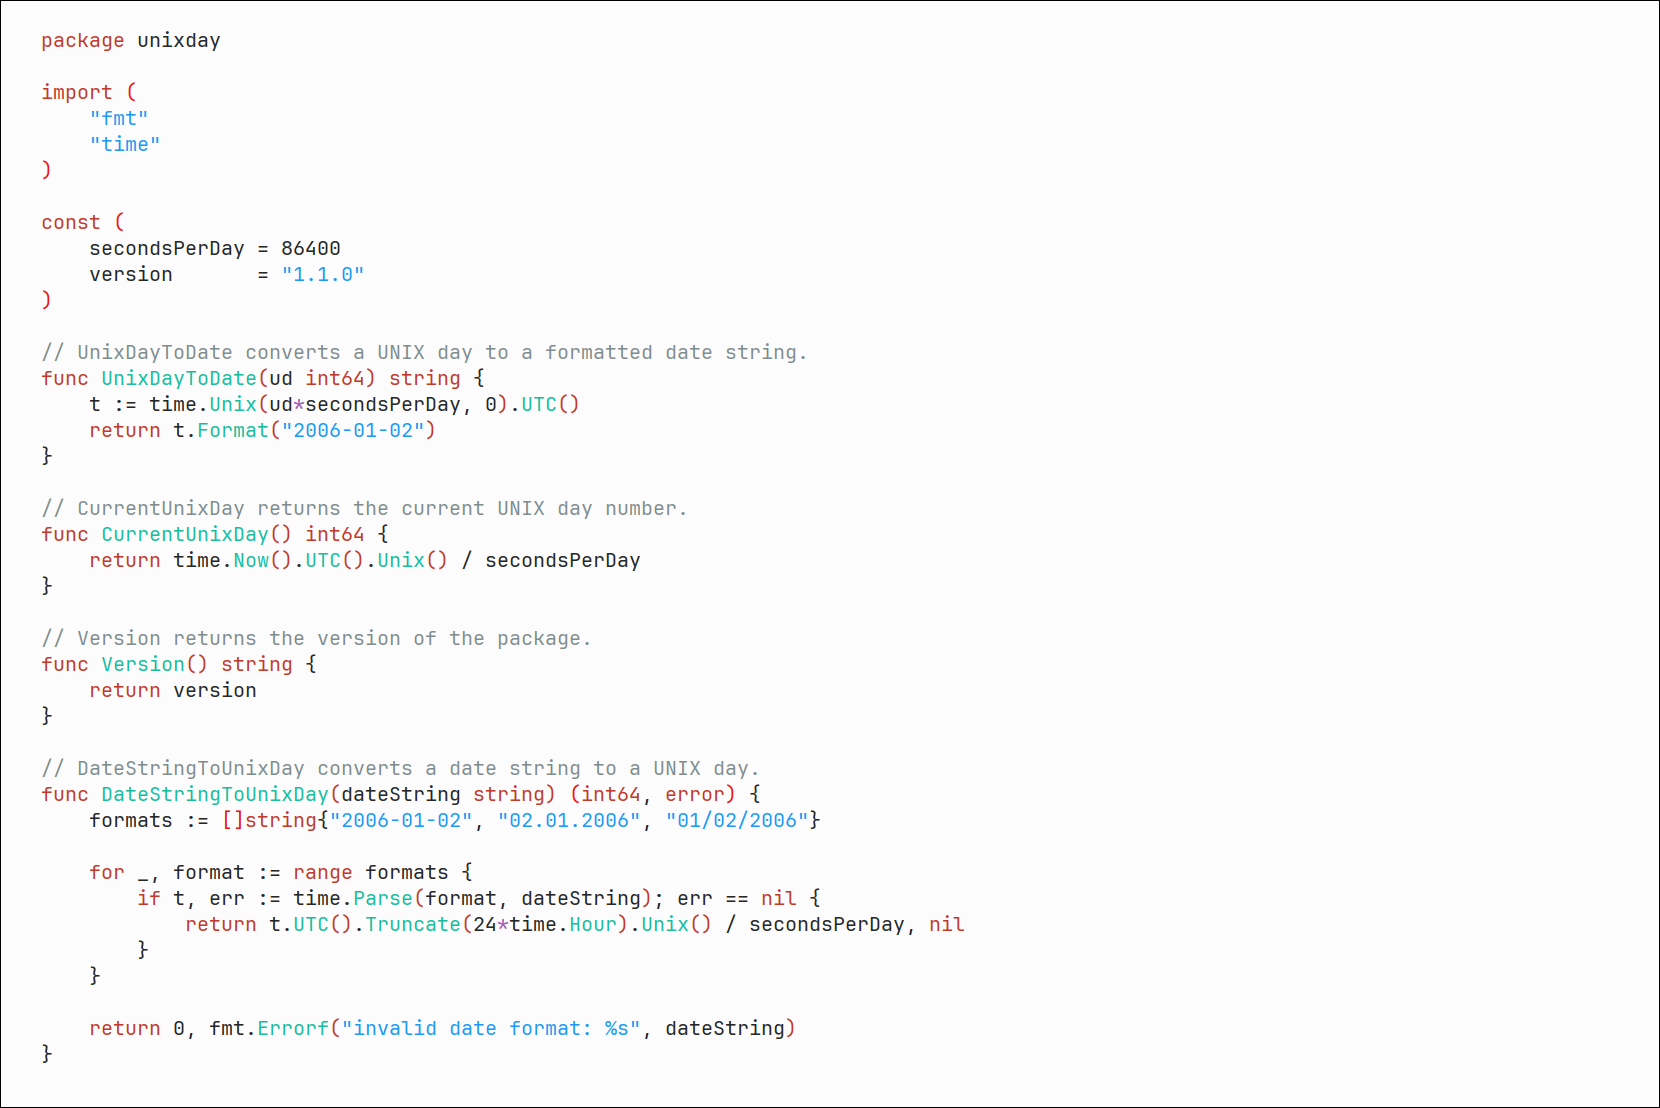 package unixday

import (
    "fmt"
    "time"
)

const (
    secondsPerDay = 86400
    version       = "1.1.0"
)

// UnixDayToDate converts a UNIX day to a formatted date string.
func UnixDayToDate(ud int64) string {
    t := time.Unix(ud*secondsPerDay, 0).UTC()
    return t.Format("2006-01-02")
}

// CurrentUnixDay returns the current UNIX day number.
func CurrentUnixDay() int64 {
    return time.Now().UTC().Unix() / secondsPerDay
}

// Version returns the version of the package.
func Version() string {
    return version
}

// DateStringToUnixDay converts a date string to a UNIX day.
func DateStringToUnixDay(dateString string) (int64, error) {
    formats := []string{"2006-01-02", "02.01.2006", "01/02/2006"}

    for _, format := range formats {
        if t, err := time.Parse(format, dateString); err == nil {
            return t.UTC().Truncate(24*time.Hour).Unix() / secondsPerDay, nil
        }
    }

    return 0, fmt.Errorf("invalid date format: %s", dateString)
}